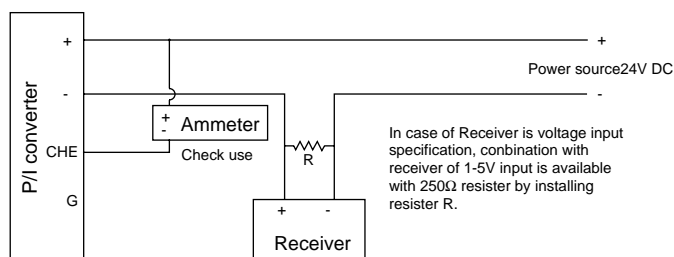 P/I converter
+
-
CHE
G
+
-
Ammeter
Check use
R
+
-
Receiver
+
Power source24V DC
-
In case of Receiver is voltage input
specification, conbination with
receiver of 1-5V input is available
with 250Ω resister by installing
resister R.